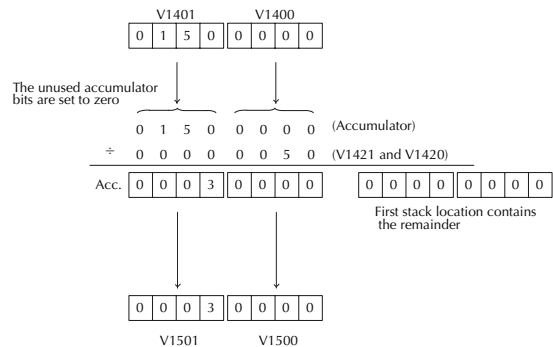 V1401 V1400
0 1 5 0 0 0 0 0
The unused accumulator
bits are set to zero
0 1 5 0 0 0 0 0 (Accumulator)
÷ 0 0 0 0 0 0 5 0 (V1421 and V1420)
Acc. 0 0 0 3 0 0 0 0 0 0 0 0 0 0 0 0
First stack location contains
the remainder
0 0 0 3 0 0 0 0
V1501 V1500